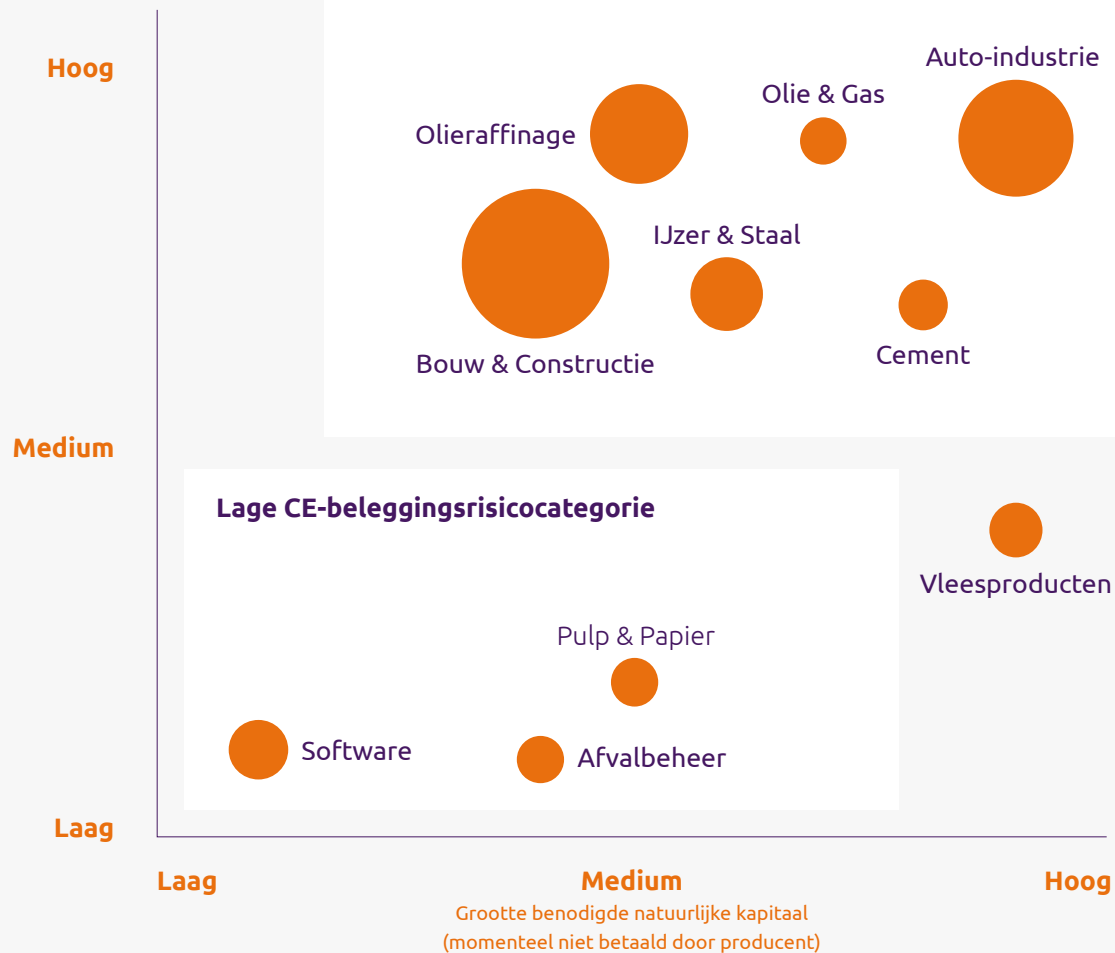 Hoog
Auto-industrie
Olie & Gas
Olieraffinage
IJzer & Staal
Cement
Bouw & Constructie
Medium
Lage CE-beleggingsrisicocategorie
Vleesproducten
Pulp & Papier
Software
Afvalbeheer
Laag
Laag
Medium
Hoog
Grootte benodigde natuurlijke kapitaal
(momenteel niet betaald door producent)